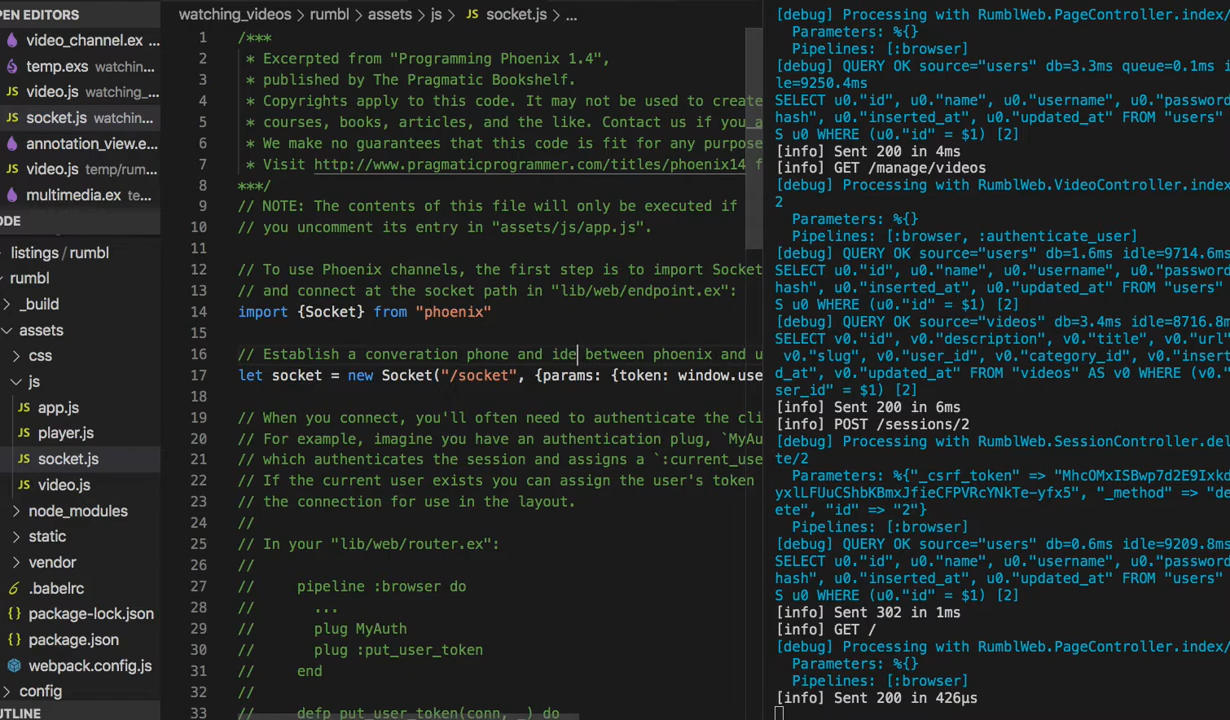 PEN EDITORS
video_channel.ex ...
temp.exs watchin...
video.js watching_...
socket.js watchin...
annotation_view.e...
video.js temp/rum...
multimedia.ex te...
ODE
listings / rumbl
rumbl
_build
assets
css
js
JS app.js
JS player.js
JS socket.js
JS video.js
node_modules
static
vendor
.babelrc
{} package-lock.json
{} package.json
webpack.config.js
config
UTLINE
watching_videos > rumbl > assets > js > JS socket.js > ...
1 /***
2 * Excerpted from "Programming Phoenix 1.4",
3 * published by The Pragmatic Bookshelf.
4 * Copyrights apply to this code. It may not be used to create
5 * courses, books, articles, and the like. Contact us if you a
6 * We make no guarantees that this code is fit for any purpose
7 * Visit http://www.pragmaticprogrammer.com/titles/phoenix14 f
8 ***/
9 // NOTE: The contents of this file will only be executed if
10 // you uncomment its entry in "assets/js/app.js".
11
12 // To use Phoenix channels, the first step is to import Socket
13 // and connect at the socket path in "lib/web/endpoint.ex":
14 import {Socket} from "phoenix"
15
16 // Establish a converation phone and ide between phoenix and u
17 let socket = new Socket("/socket", {params: {token: window.use
18
19 // When you connect, you'll often need to authenticate the cli
20 // For example, imagine you have an authentication plug, `MyAu
21 // which authenticates the session and assigns a `:current_use
22 // If the current user exists you can assign the user's token
23 // the connection for use in the layout.
24 //
25 // In your "lib/web/router.ex":
26 //
27 // pipeline :browser do
28 // ...
29 // plug MyAuth
30 // plug :put_user_token
31 // end
32 //
33 // defp put_user_token(conn, _) do
[debug] Processing with RumblWeb.PageController.index/
Parameters: %{}
Pipelines: [:browser]
[debug] QUERY OK source="users" db=3.3ms queue=0.1ms i
le=9250.4ms
SELECT u0."id", u0."name", u0."username", u0."password
hash", u0."inserted_at", u0."updated_at" FROM "users"
S u0 WHERE (u0."id" = $1) [2]
[info] Sent 200 in 4ms
[info] GET /manage/videos
[debug] Processing with RumblWeb.VideoController.index
2
Parameters: %{}
Pipelines: [:browser, :authenticate_user]
[debug] QUERY OK source="users" db=1.6ms idle=9714.6ms
SELECT u0."id", u0."name", u0."username", u0."password
hash", u0."inserted_at", u0."updated_at" FROM "users"
S u0 WHERE (u0."id" = $1) [2]
[debug] QUERY OK source="videos" db=3.4ms idle=8716.8m
SELECT v0."id", v0."description", v0."title", v0."url"
v0."slug", v0."user_id", v0."category_id", v0."insert
d_at", v0."updated_at" FROM "videos" AS v0 WHERE (v0."
ser_id" = $1) [2]
[info] Sent 200 in 6ms
[info] POST /sessions/2
[debug] Processing with RumblWeb.SessionController.del
te/2
Parameters: %{"_csrf_token" => "MhcOMxISBwp7d2E9Ixkd
yxlLFUuCShbKBmxJfieCFPVRcYNkTe-yfx5", "_method" => "de
ete", "id" => "2"}
Pipelines: [:browser]
[debug] QUERY OK source="users" db=0.6ms idle=9209.8ms
SELECT u0."id", u0."name", u0."username", u0."password
hash", u0."inserted_at", u0."updated_at" FROM "users"
S u0 WHERE (u0."id" = $1) [2]
[info] Sent 302 in 1ms
[info] GET /
[debug] Processing with RumblWeb.PageController.index/
Parameters: %{}
Pipelines: [:browser]
[info] Sent 200 in 426µs